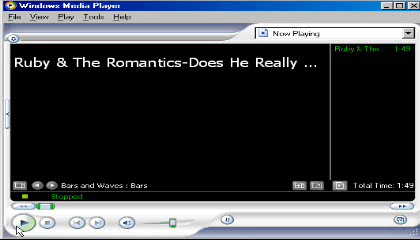 Windows Media Player
File View Play Tools Help
Now Playing
Ruby & The 1:49
Ruby & The Romantics-Does He Really ...
Bars and Waves : Bars
Total Time: 1:49
Stopped